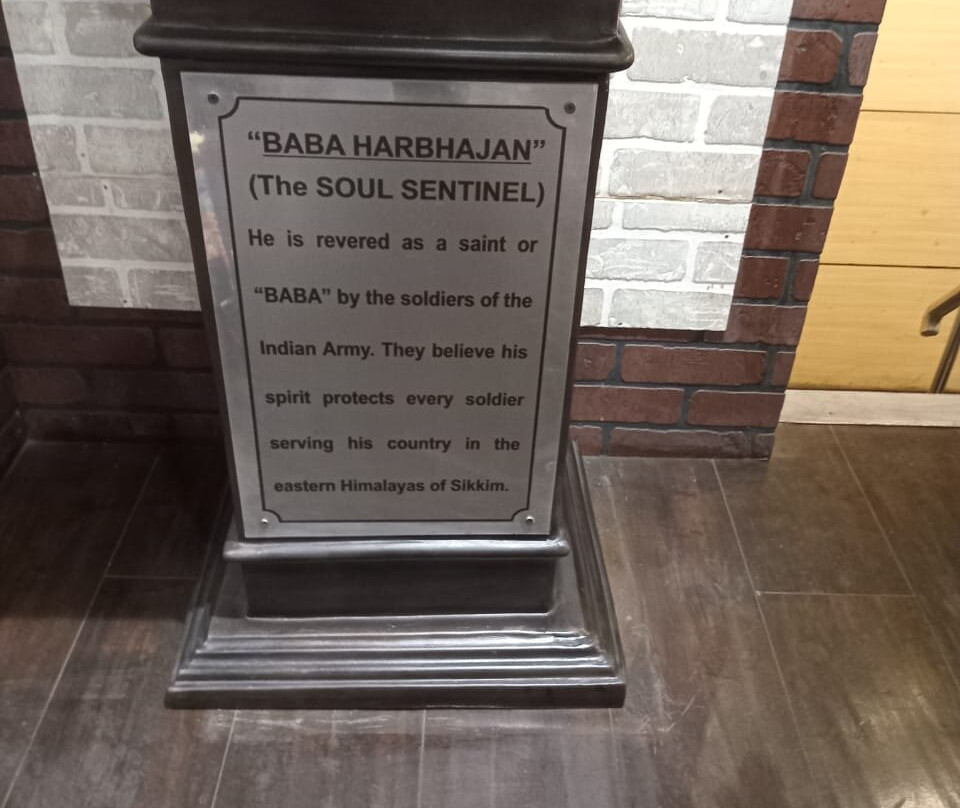 “BABA HARBHAJAN”
(The SOUL SENTINEL)
He is revered as a saint or
“BABA” by the soldiers of the
Indian Army. They believe his
spirit protects every soldier
serving his country in the
eastern Himalayas of Sikkim.